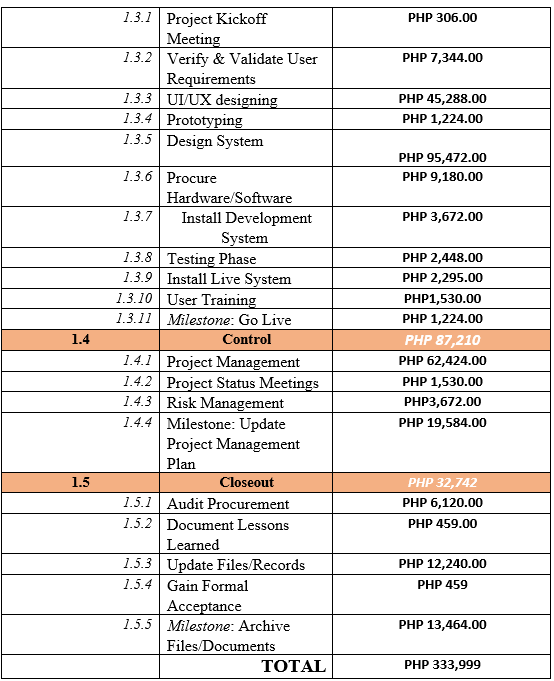 1.3.1 Project Kickoff PHP 306.00
Meeting
1.3.2 Verify & Validate User PHP 7,344.00
Requirements
1.3.3 UI/UX designing PHP 45,288.00
1.3.4 Prototyping PHP 1,224.00
1.3.5 Design System
PHP 95,472.00
1.3.6 Procure PHP 9,180.00
Hardware/Software
1.3.7 Install Development PHP 3,672.00
System
1.3.8 Testing Phase PHP 2,448.00
1.3.9 Install Live System PHP 2,295.00
1.3.10 User Training PHP1,530.00
1.3.11 Milestone: Go Live PHP 1,224.00
1.4 Control PHP 87,210
1.4.1 Project Management PHP 62,424.00
1.4.2 Project Status Meetings PHP 1,530.00
1.4.3 Risk Management PHP3,672.00
1.4.4 Milestone: Update PHP 19,584.00
Project Management
Plan
1.5 Closeout PHP 32,742
1.5.1 Audit Procurement PHP 6,120.00
1.5.2 Document Lessons PHP 459.00
Learned
1.5.3 Update Files/Records PHP 12,240.00
1.5.4 Gain Formal PHP 459
Acceptance
1.5.5 Milestone: Archive PHP 13,464.00
Files/Documents
TOTAL PHP 333,999